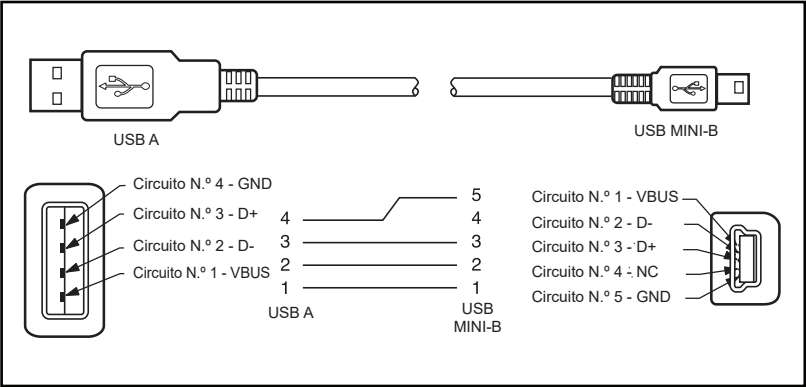 USB A
USB MINI-B
Circuito N.º 4 - GND
Circuito N.º 3 - D+
Circuito N.º 2 - D-
Circuito N.º 1 - VBUS
4
3
2
1
USB A
5
4
3
2
1
USB
MINI-B
Circuito N.º 1 - VBUS
Circuito N.º 2 - D-
Circuito N.º 3 - D+
Circuito N.º 4 - NC
Circuito N.º 5 - GND